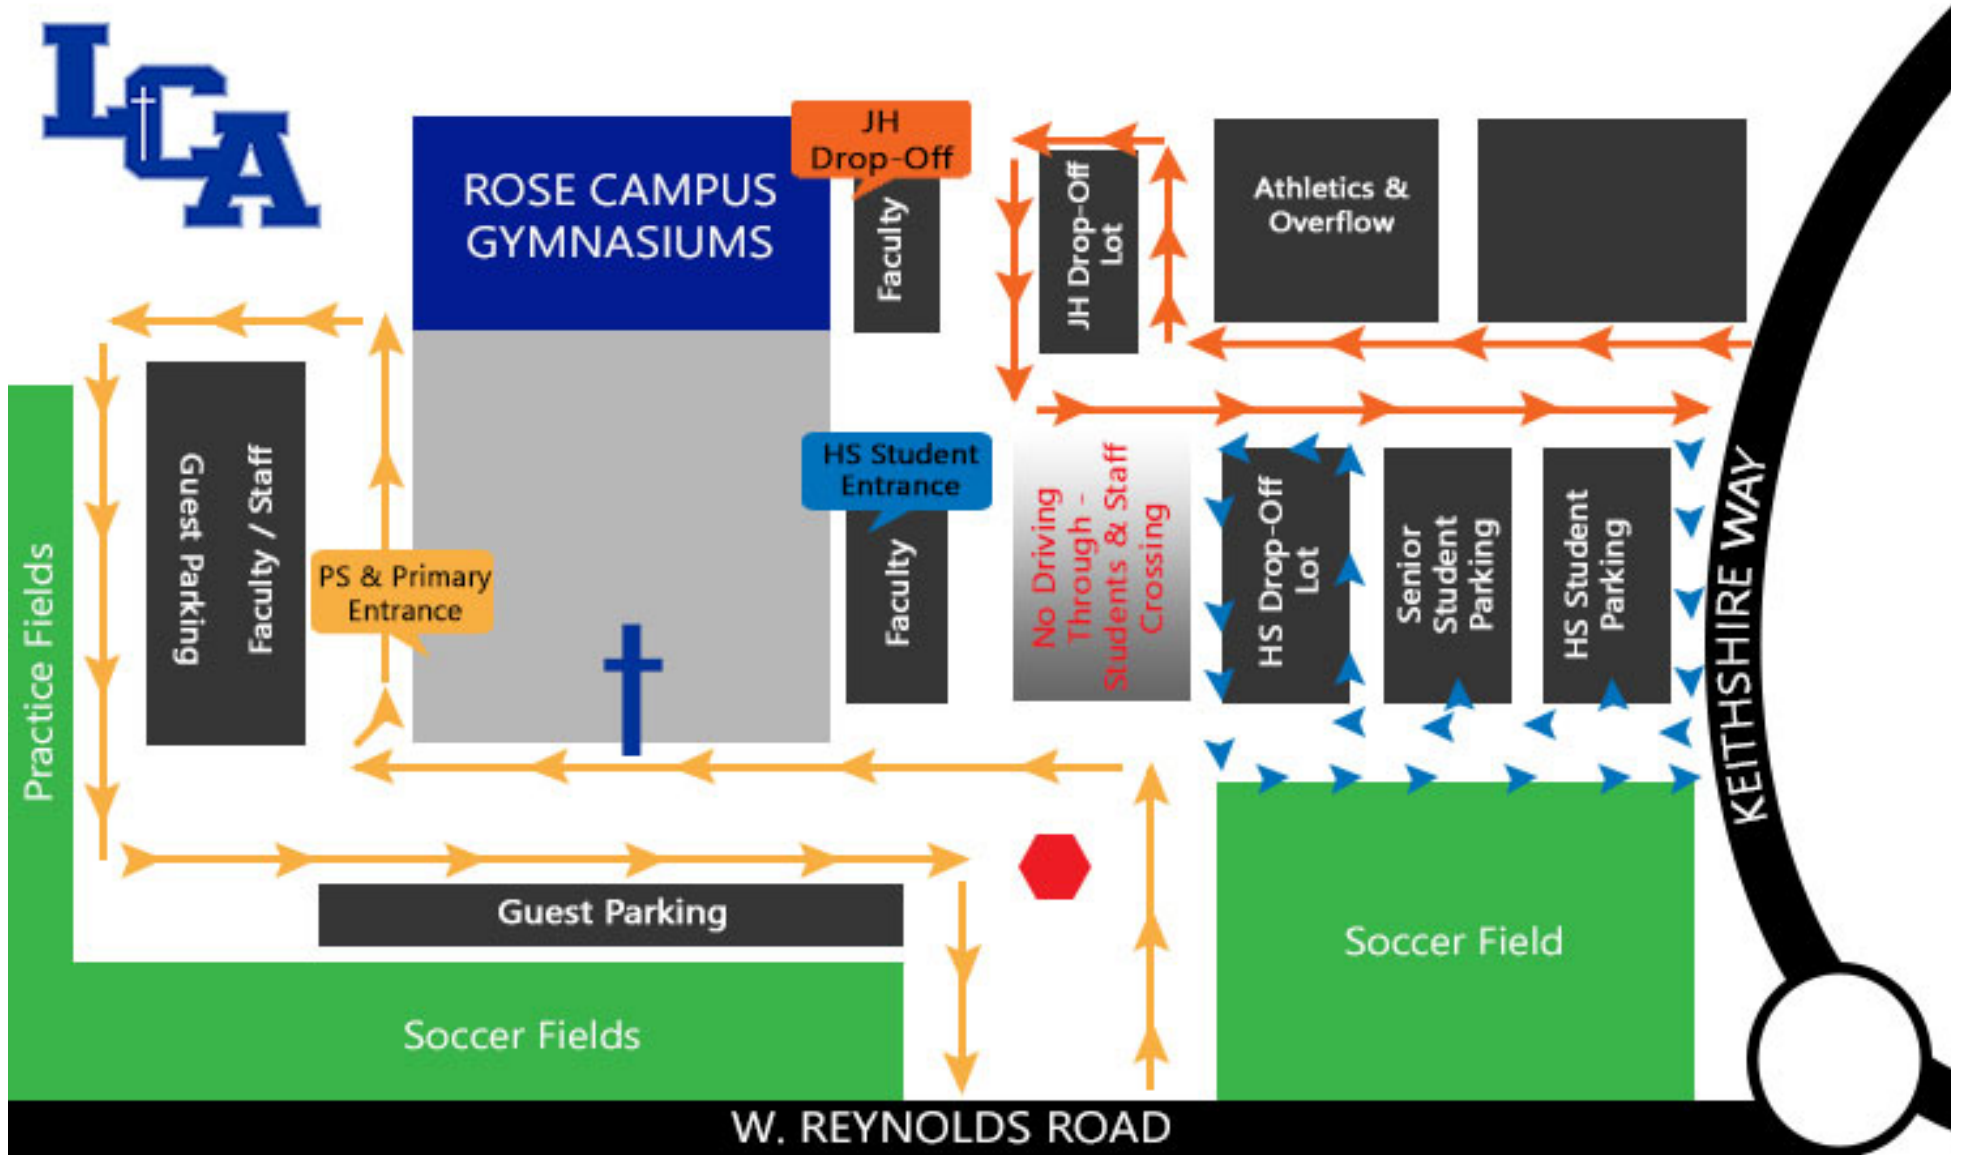 LCA
JH
Drop-Off
ROSE CAMPUS
GYMNASIUMS
Faculty
JH Drop-Off
Lot
Athletics &
Overflow
Guest Parking
Faculty / Staff
PS & Primary
Entrance
HS Student
Entrance
Faculty
No Driving
Through -
Students & Staff
Crossing
HS Drop-Off
Lot
Senior
Student
Parking
HS Student
Parking
KEITHSHIRE WAY
Practice Fields
Guest Parking
Soccer Fields
Soccer Field
W. REYNOLDS ROAD